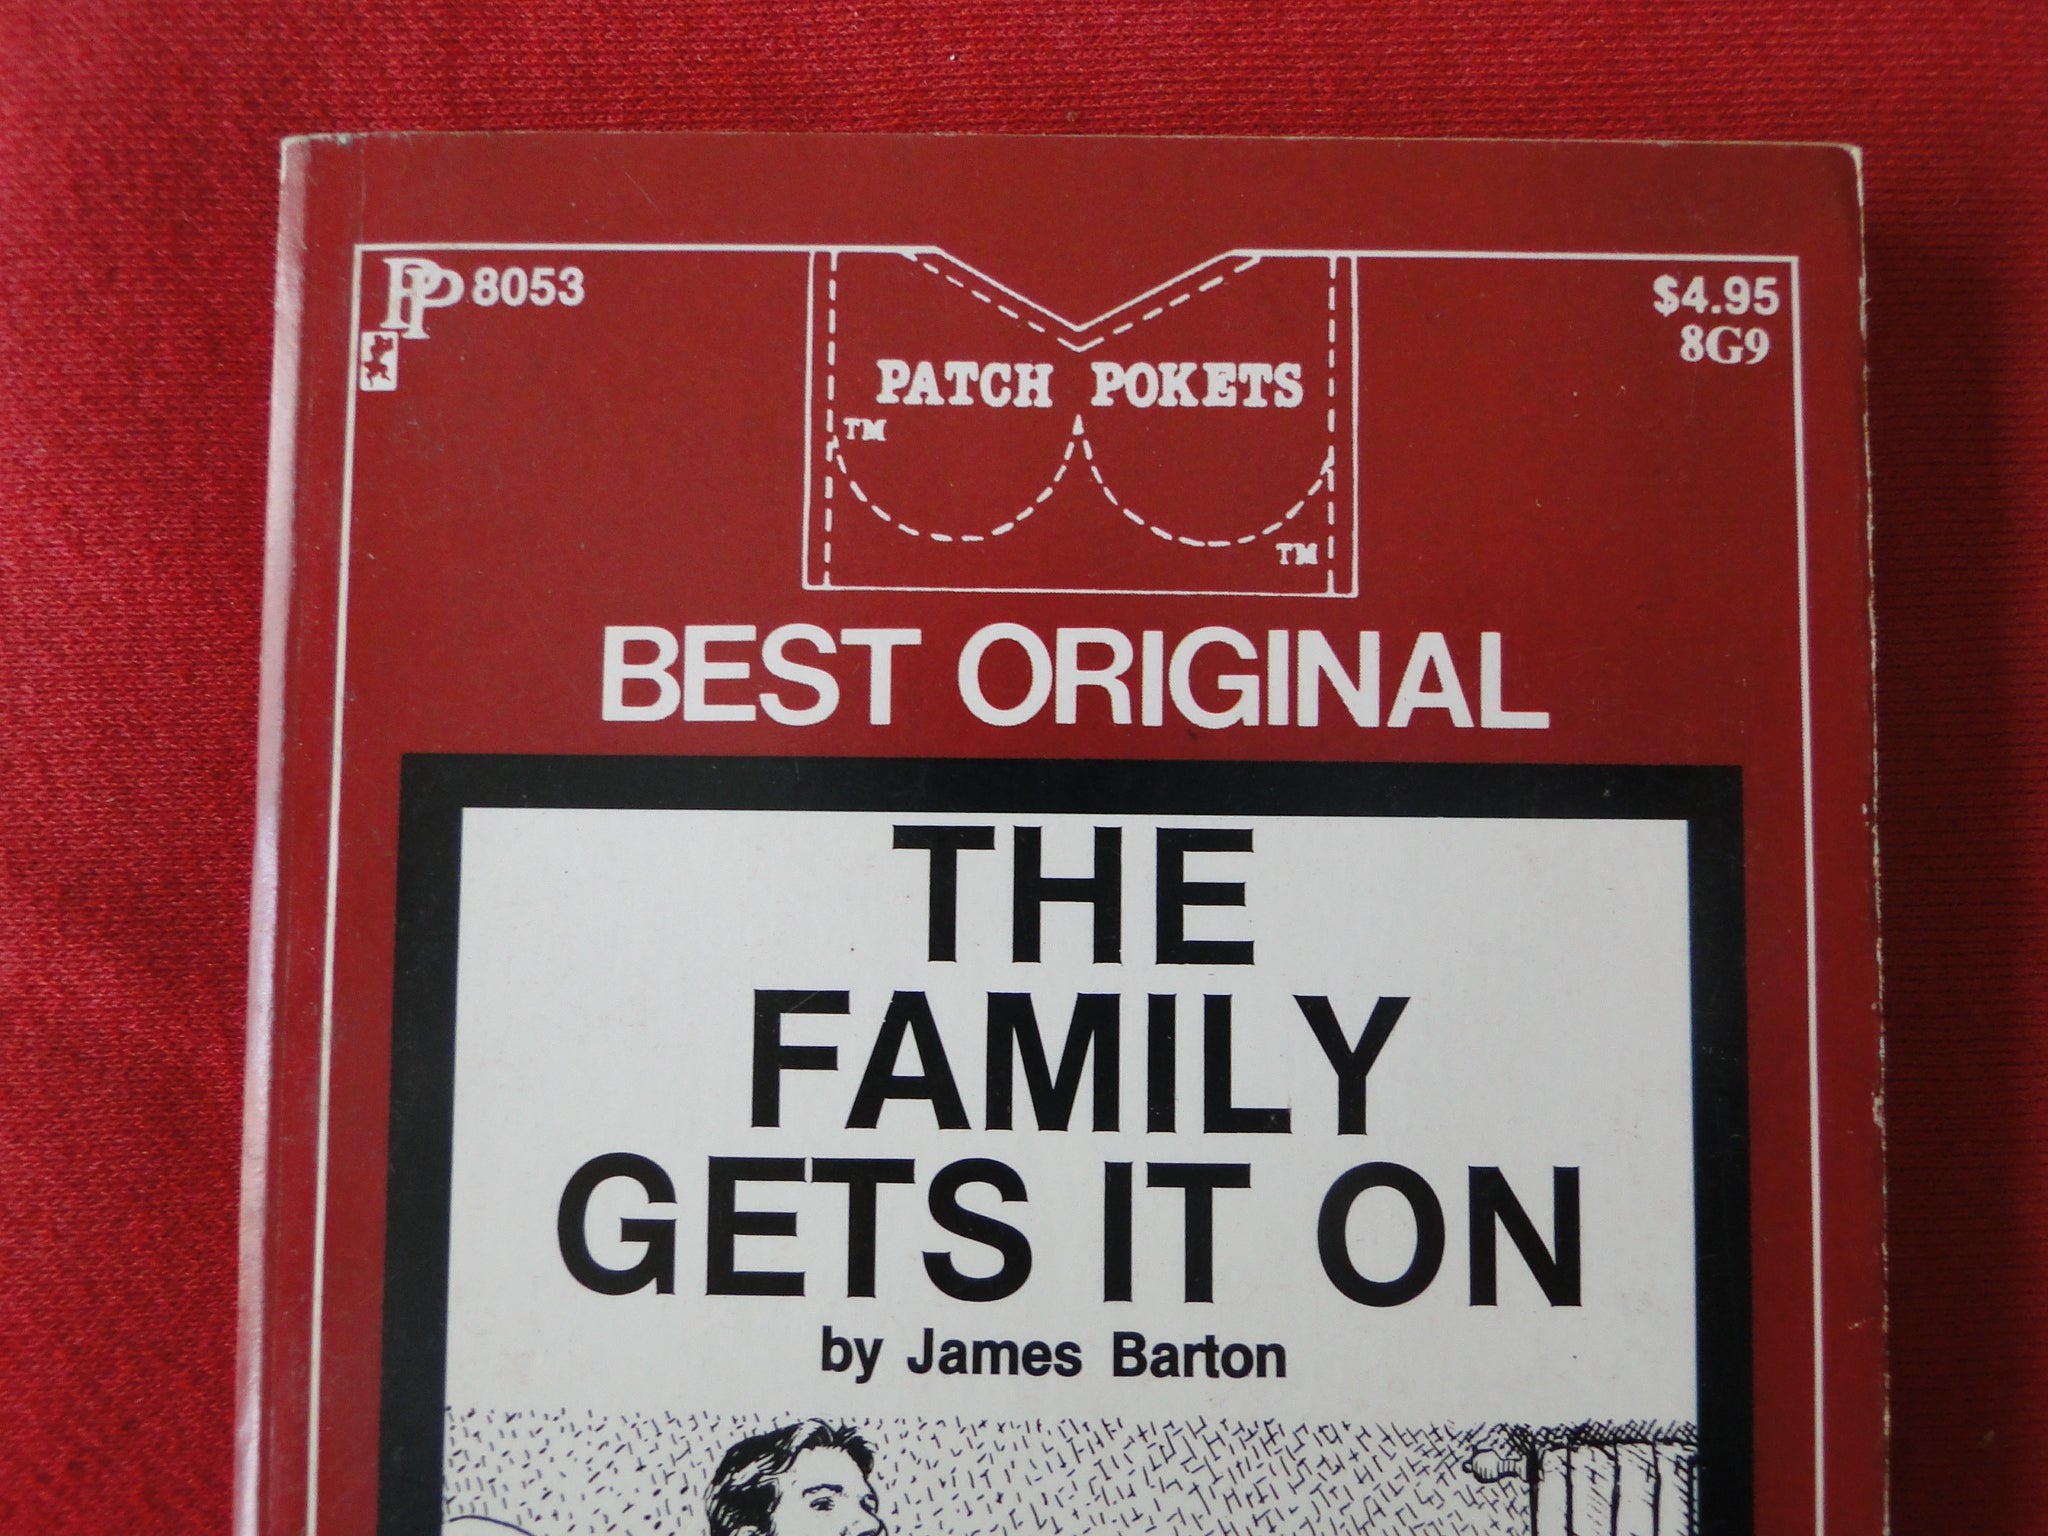 PP 8053
$4.95
8G9
PATCH POKETS
TM
TM
BEST ORIGINAL
THE
FAMILY
GETS IT ON
by James Barton